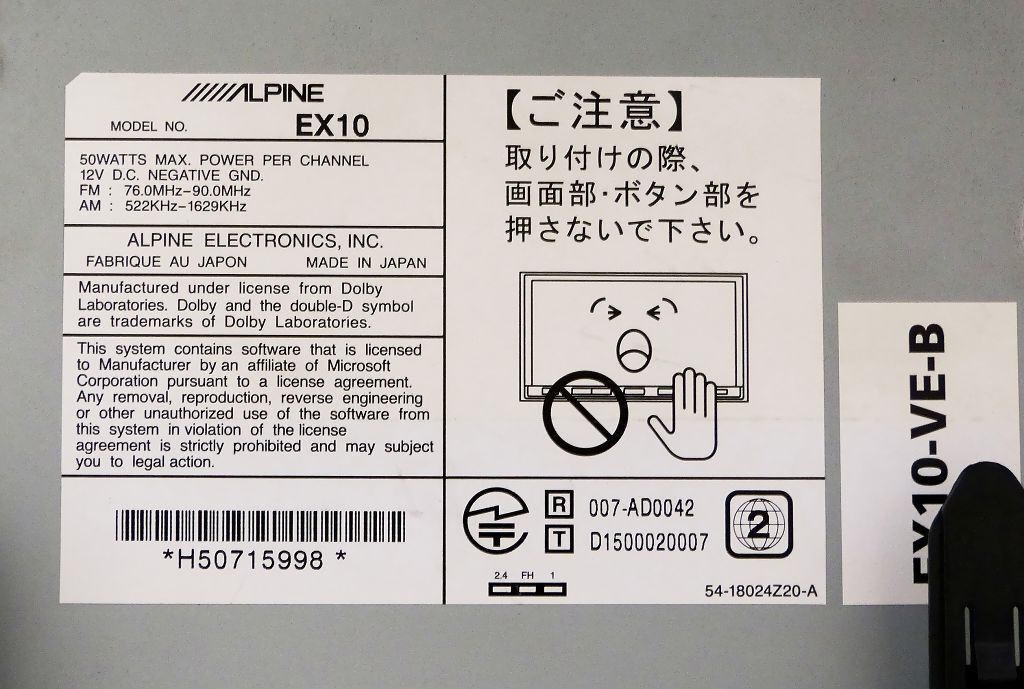 ALPINE
MODEL NO. EX10
50WATTS MAX. POWER PER CHANNEL
12V D.C. NEGATIVE GND.
FM : 76.0MHz-90.0MHz
AM : 522KHz-1629KHz
ALPINE ELECTRONICS, INC.
FABRIQUE AU JAPON MADE IN JAPAN
Manufactured under license from Dolby
Laboratories. Dolby and the double-D symbol
are trademarks of Dolby Laboratories.
This system contains software that is licensed
to Manufacturer by an affiliate of Microsoft
Corporation pursuant to a license agreement.
Any removal, reproduction, reverse engineering
or other unauthorized use of the software from
this system in violation of the license
agreement is strictly prohibited and may subject
you to legal action.
*H50715998 *
【ご注意】
取り付けの際、
画面部·ボタン部を
押さないで下さい。
R 007-AD0042
T D1500020007
2
2.4 FH 1
54-18024Z20-A
EX10-VE-B